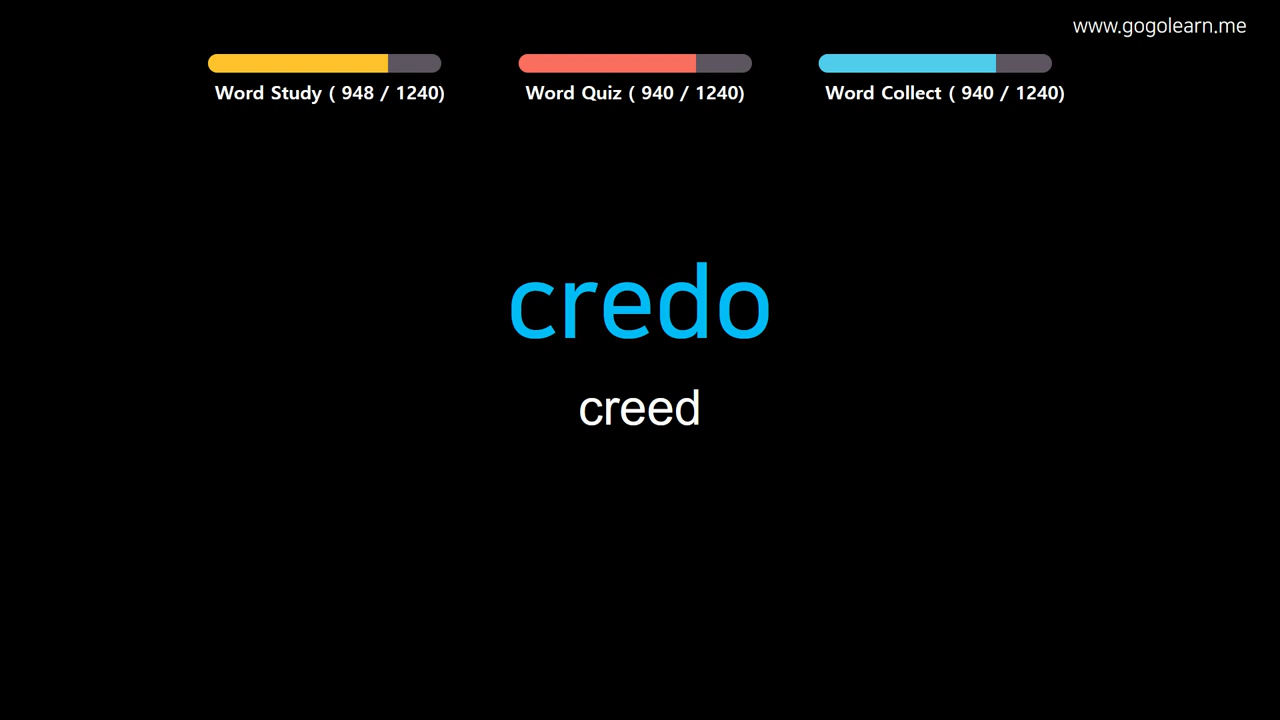 www.gogolearn.me
Word Study ( 948 / 1240)
Word Quiz ( 940 / 1240)
Word Collect ( 940 / 1240)
credo
creed